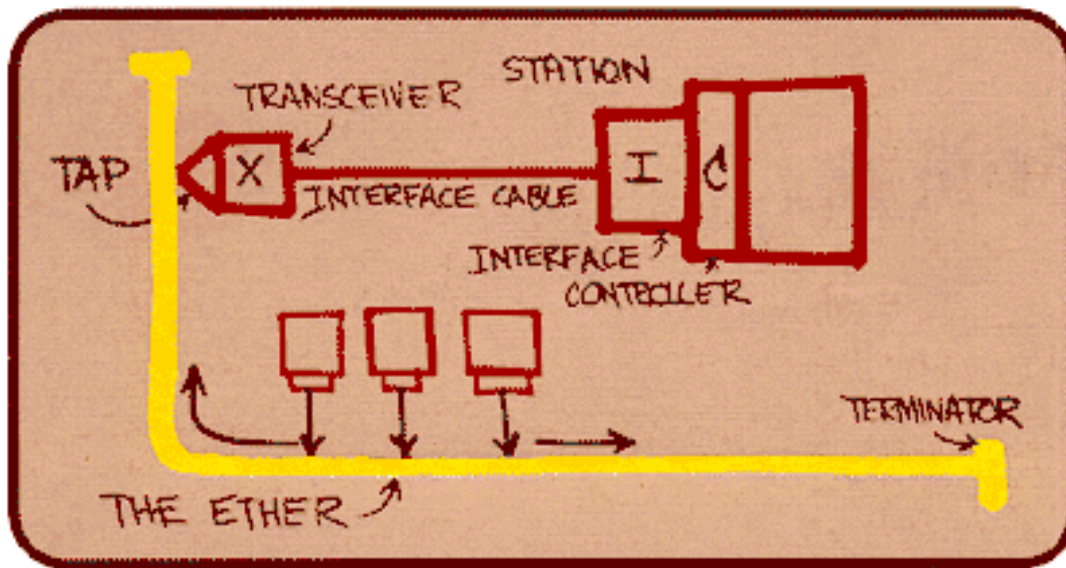 STATION
TRANSCEIVER
TAP
X
I
C
INTERFACE CABLE
INTERFACE
CONTROLLER
TERMINATOR
THE ETHER